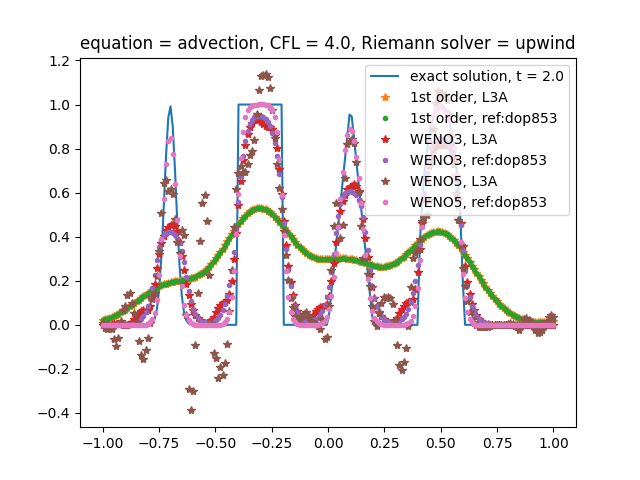 equation = advection, CFL = 4.0, Riemann solver = upwind
1.2
1.0
0.8
0.6
0.4
0.2
0.0
−0.2
−0.4
exact solution, t = 2.0
1st order, L3A
1st order, ref:dop853
WENO3, L3A
WENO3, ref:dop853
WENO5, L3A
WENO5, ref:dop853
−1.00 −0.75 −0.50 −0.25 0.00 0.25 0.50 0.75 1.00